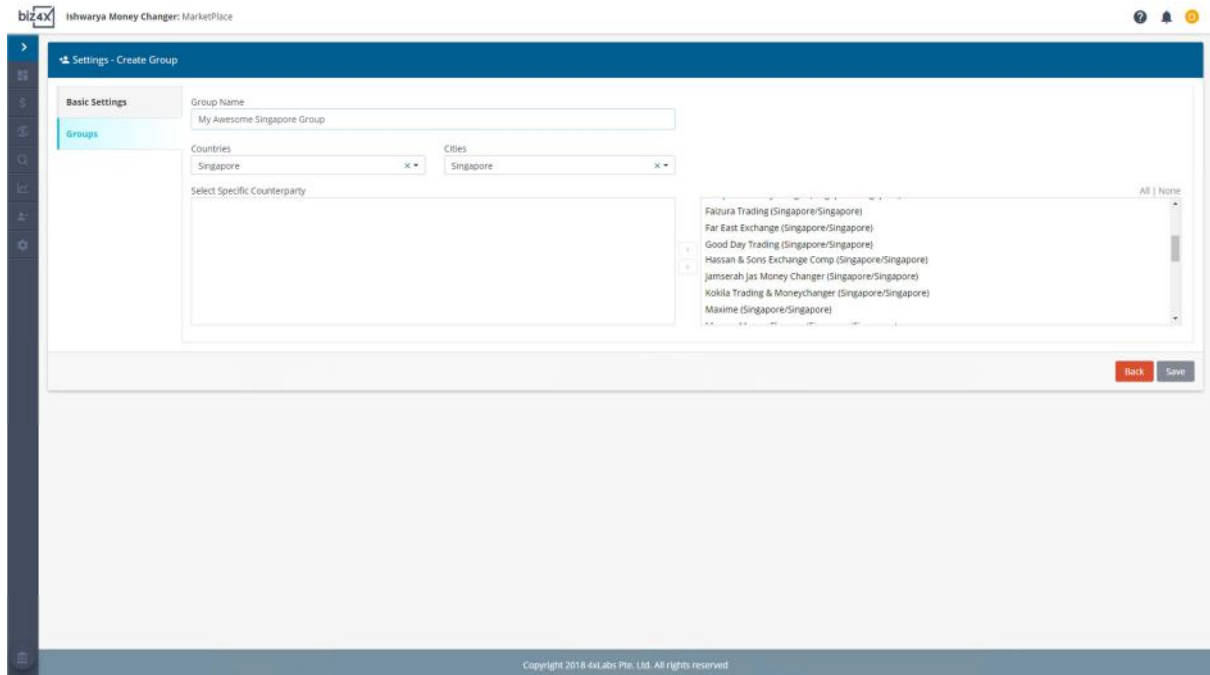 biz4x Ishwarya Money Changer: MarketPlace
Settings - Create Group
Basic Settings
Groups
Group Name
My Awesome Singapore Group
Countries
Cities
Singapore
Singapore
Select Specific Counterparty
All | None
Faizura Trading (Singapore/Singapore)
Far East Exchange (Singapore/Singapore)
Good Day Trading (Singapore/Singapore)
Hassan & Sons Exchange Comp (Singapore/Singapore)
Jamserah Jas Money Changer (Singapore/Singapore)
Kokila Trading & Moneychanger (Singapore/Singapore)
Maxime (Singapore/Singapore)
Back
Save
Copyright 2018 4xLabs Pte. Ltd. All rights reserved